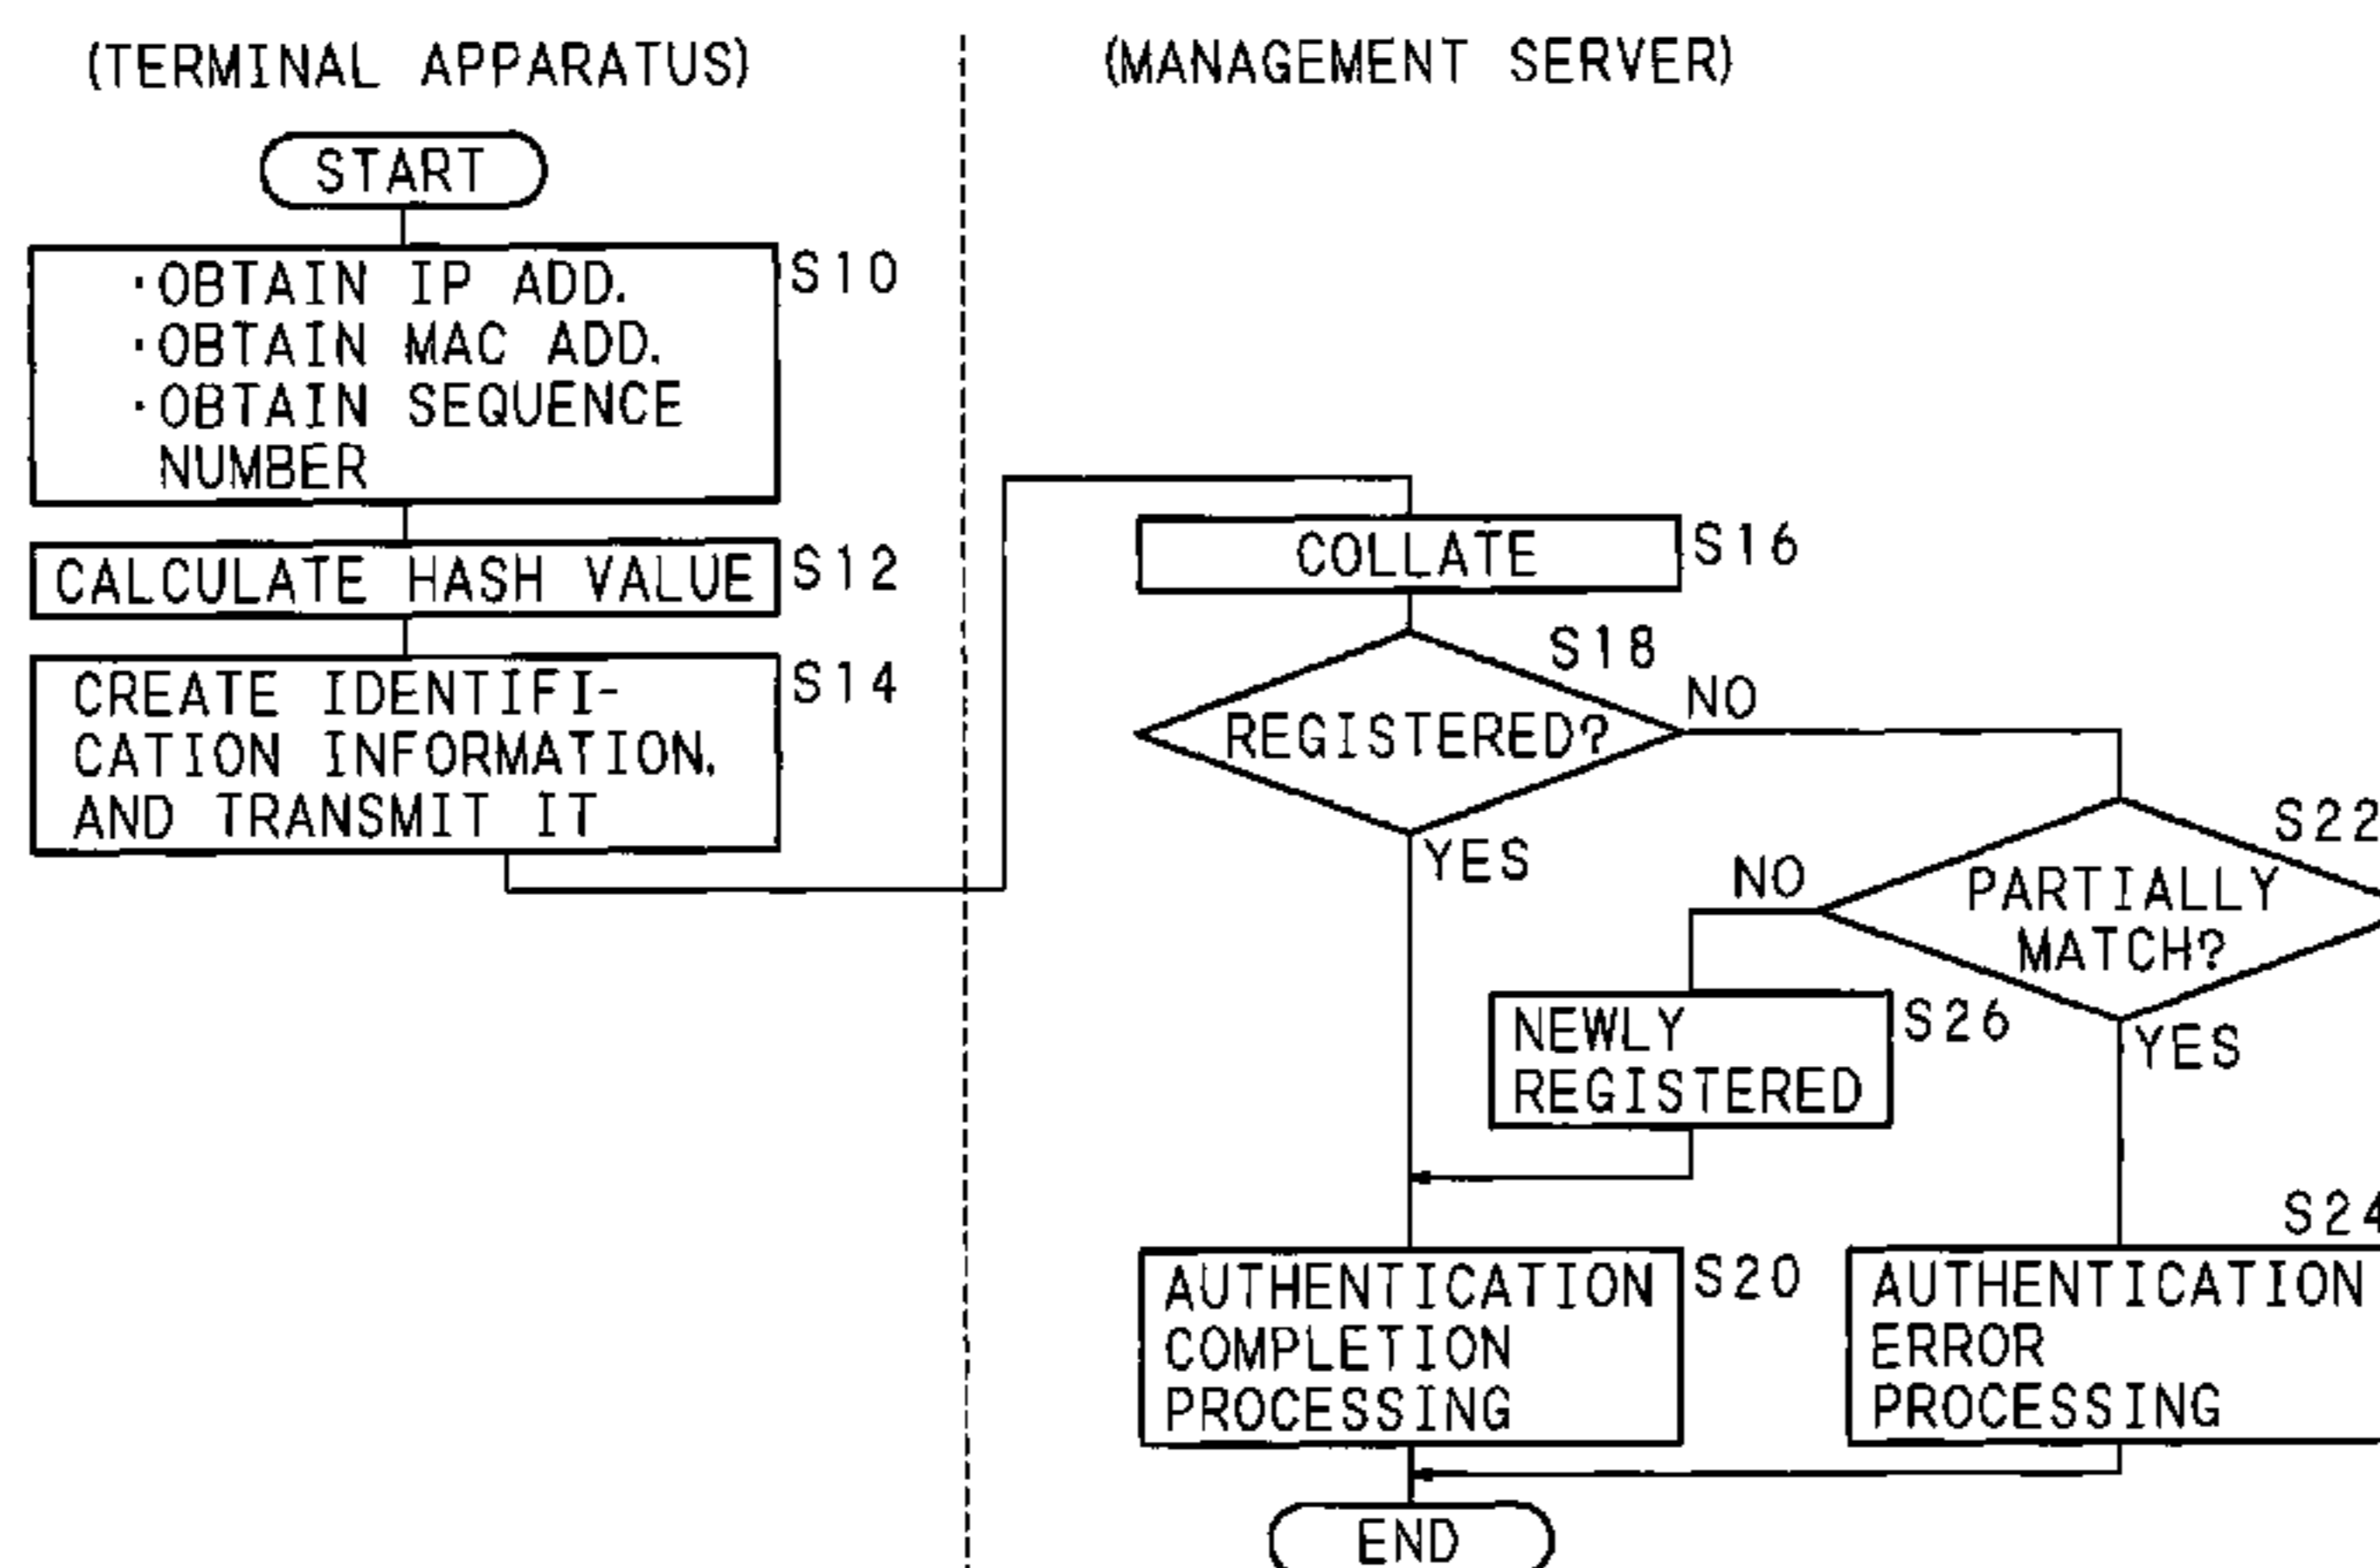 (TERMINAL APPARATUS)
START
·OBTAIN IP ADD.
·OBTAIN MAC ADD.
·OBTAIN SEQUENCE
NUMBER
S10
CALCULATE HASH VALUE
S12
CREATE IDENTIFI-
CATION INFORMATION,
AND TRANSMIT IT
S14
(MANAGEMENT SERVER)
COLLATE
S16
S18
REGISTERED?
NO
YES
S22
PARTIALLY
MATCH?
NO
YES
NEWLY
REGISTERED
S26
AUTHENTICATION
COMPLETION
PROCESSING
S20
S24
AUTHENTICATION
ERROR
PROCESSING
END